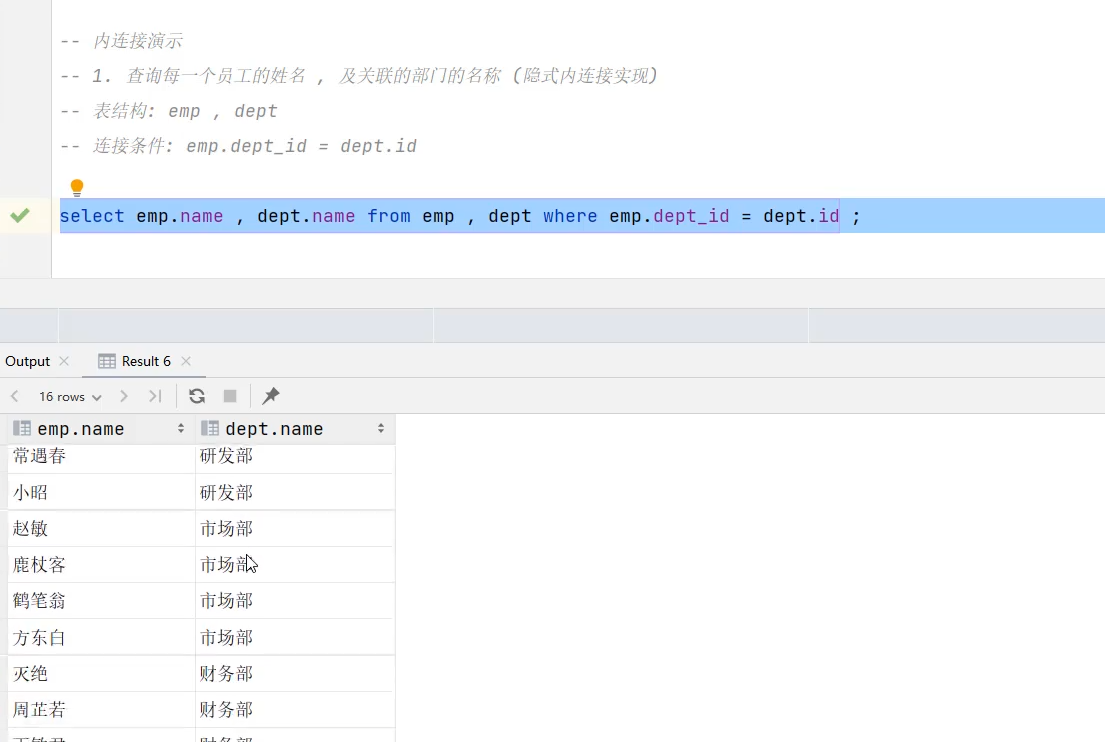 -- 内连接演示
-- 1. 查询每一个员工的姓名 , 及关联的部门的名称 (隐式内连接实现)
-- 表结构: emp , dept
-- 连接条件: emp.dept_id = dept.id
select emp.name , dept.name from emp , dept where emp.dept_id = dept.id ;
Output Result 6
16 rows
emp.name dept.name
常遇春 研发部
小昭 研发部
赵敏 市场部
鹿杖客 市场部
鹤笔翁 市场部
方东白 市场部
灭绝 财务部
周芷若 财务部